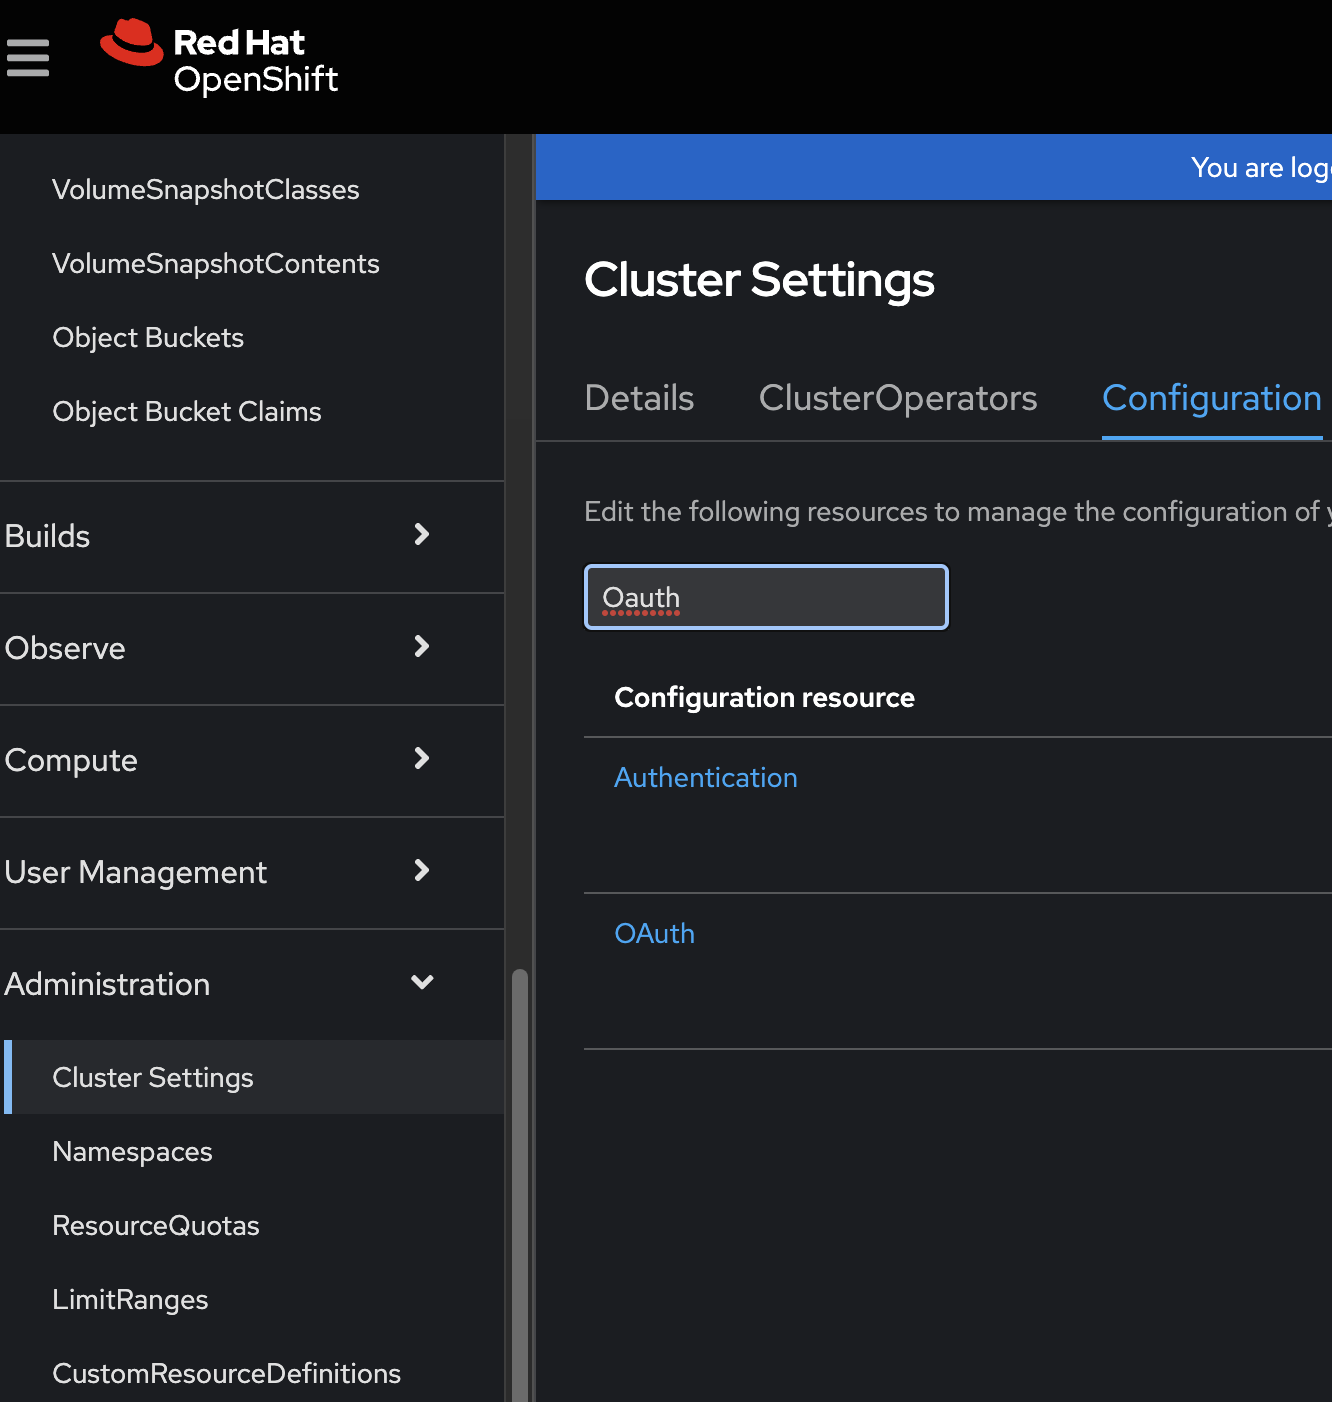 Red Hat
OpenShift
VolumeSnapshotClasses
VolumeSnapshotContents
Object Buckets
Object Bucket Claims
Builds
Observe
Compute
User Management
Administration
Cluster Settings
Namespaces
ResourceQuotas
LimitRanges
CustomResourceDefinitions
You are log
Cluster Settings
Details ClusterOperators Configuration
Edit the following resources to manage the configuration of
Oauth
Configuration resource
Authentication
OAuth